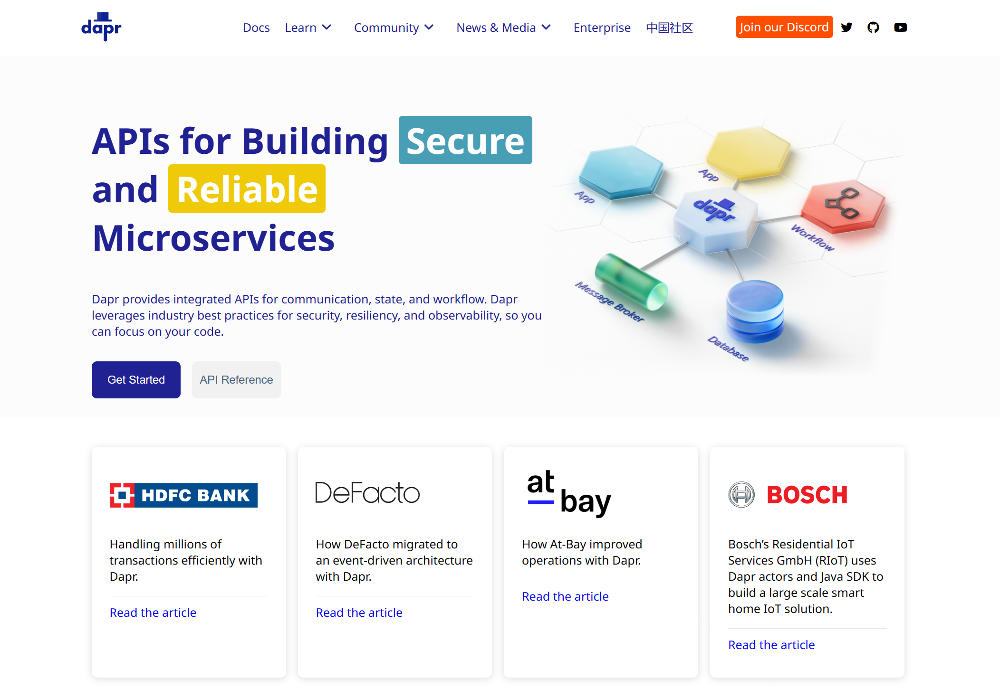 dapr
Docs Learn Community News & Media Enterprise 中国社区 Join our Discord
APIs for Building Secure
and Reliable
Microservices
Dapr provides integrated APIs for communication, state, and workflow. Dapr
leverages industry best practices for security, resiliency, and observability, so you
can focus on your code.
Get Started API Reference
App
App
dapr
Workflow
Message Broker
Database
HDFC BANK
Handling millions of
transactions efficiently with
Dapr.
Read the article
DeFacto
How DeFacto migrated to
an event-driven architecture
with Dapr.
Read the article
at
bay
How At-Bay improved
operations with Dapr.
Read the article
BOSCH
Bosch’s Residential IoT
Services GmbH (RIoT) uses
Dapr actors and Java SDK to
build a large scale smart
home IoT solution.
Read the article